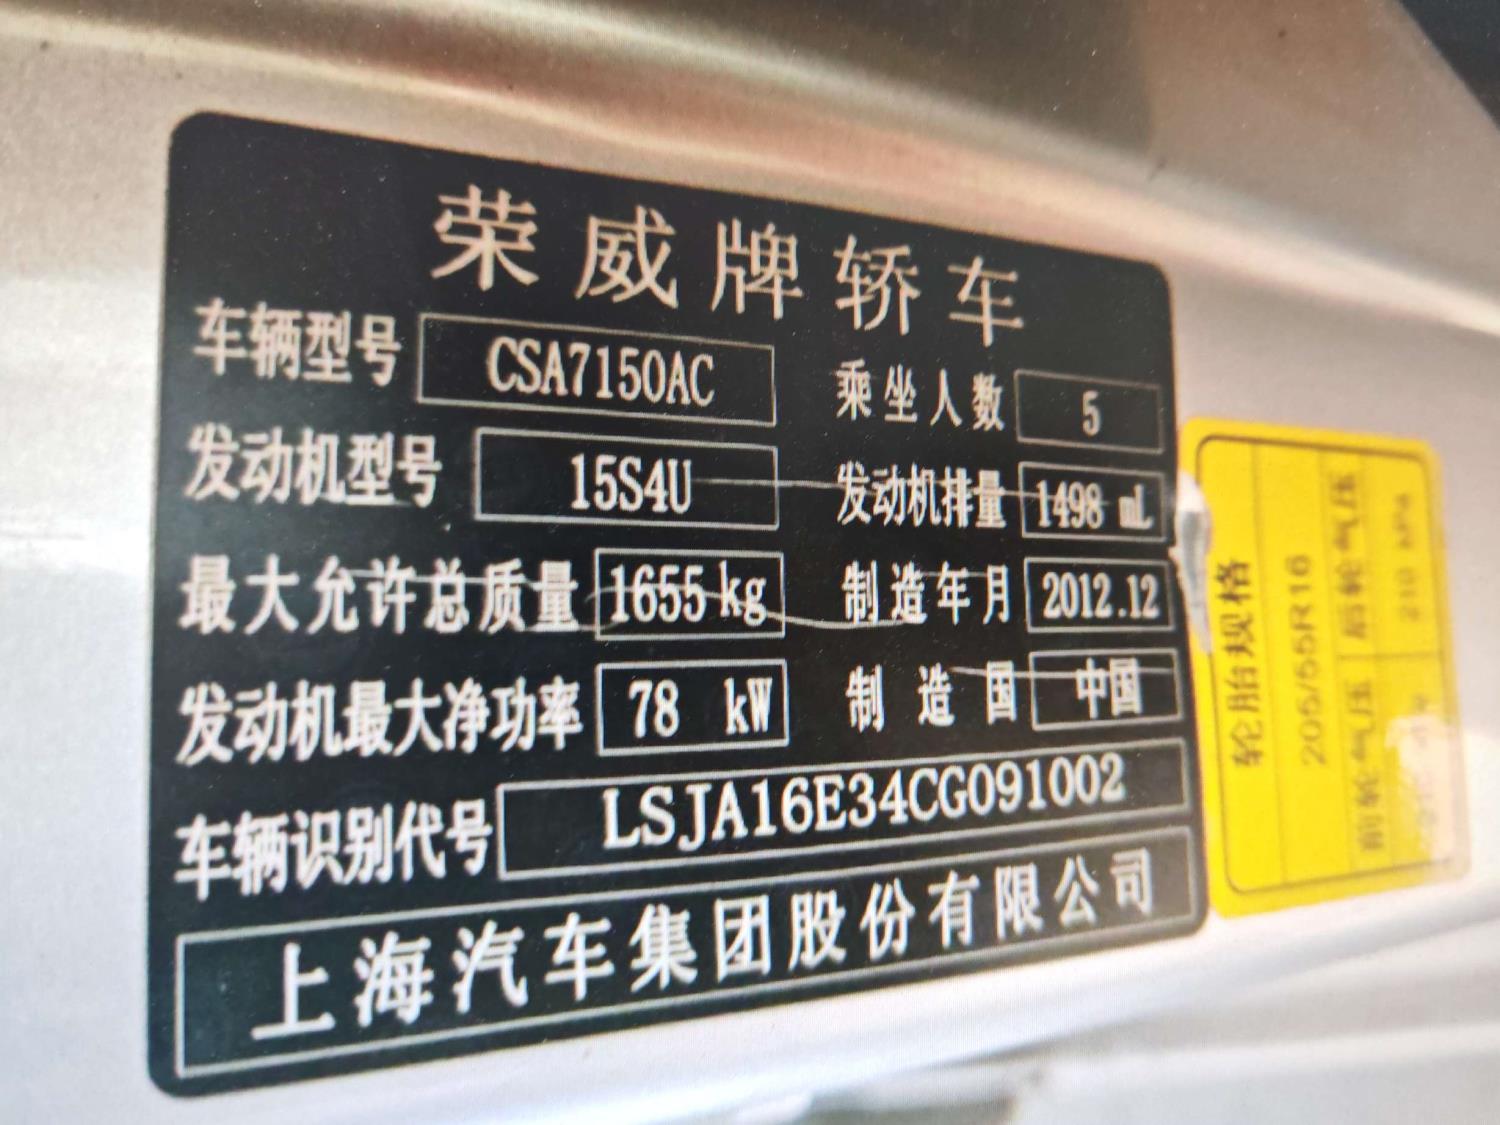 荣威牌轿车
车辆型号 CSA7150AC 乘坐人数 5
发动机型号 15S4U 发动机排量 1498 mL
最大允许总质量 1655 kg 制造年月 2012.12
发动机最大净功率 78 kW 制造国 中国
车辆识别代号 LSJA16E34CG091002
上海汽车集团股份有限公司
轮胎规格
205/55R16
前轮气压 后轮气压
210 kPa